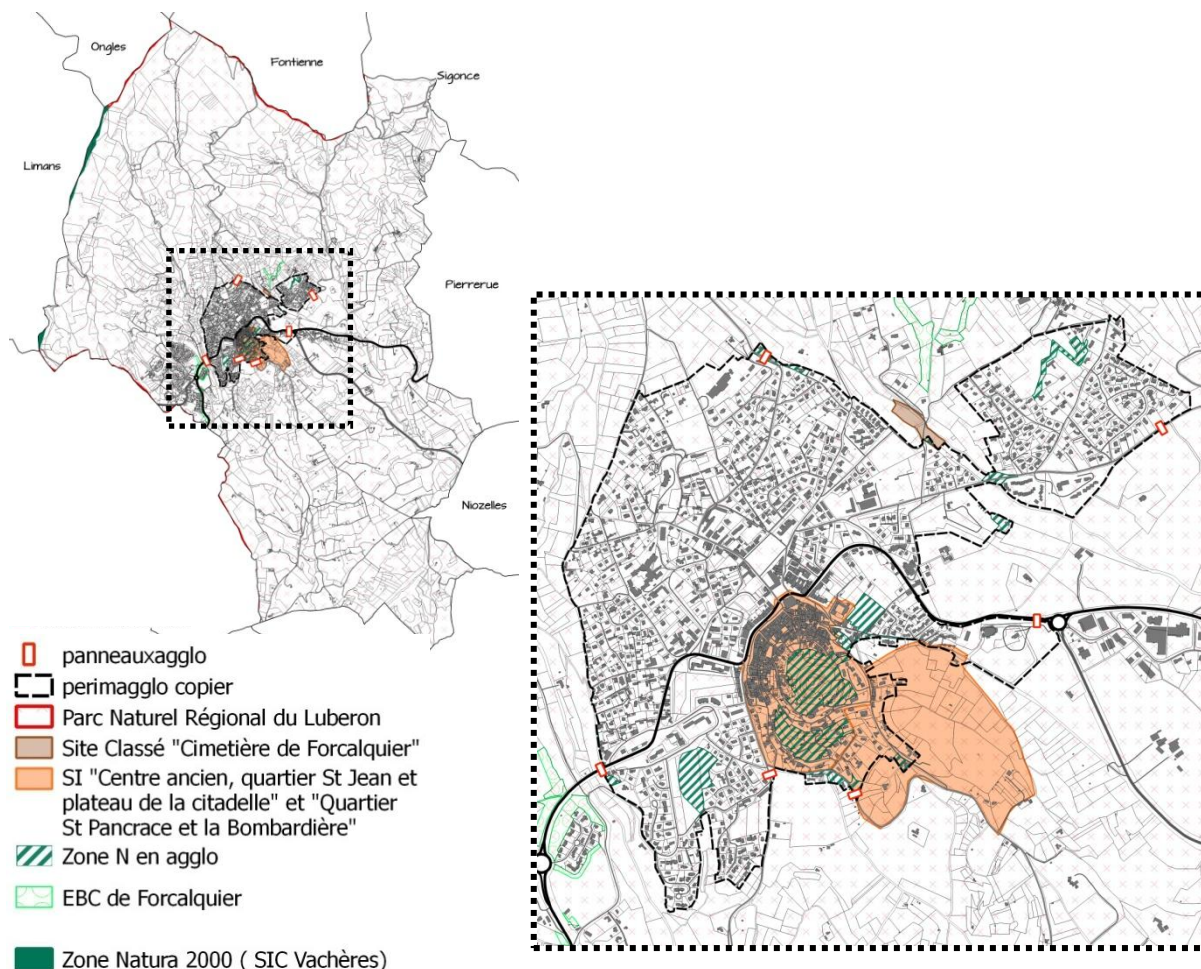 Ongles
Fontienne
Sigonce
Limans
Pierrerue
Niozelles
panneauxagglo
perimagglo copier
Parc Naturel Régional du Luberon
Site Classé "Cimetière de Forcalquier"
SI "Centre ancien, quartier St Jean et
plateau de la citadelle" et "Quartier
St Pancrace et la Bombardière"
Zone N en agglo
EBC de Forcalquier
Zone Natura 2000 ( SIC Vachères)